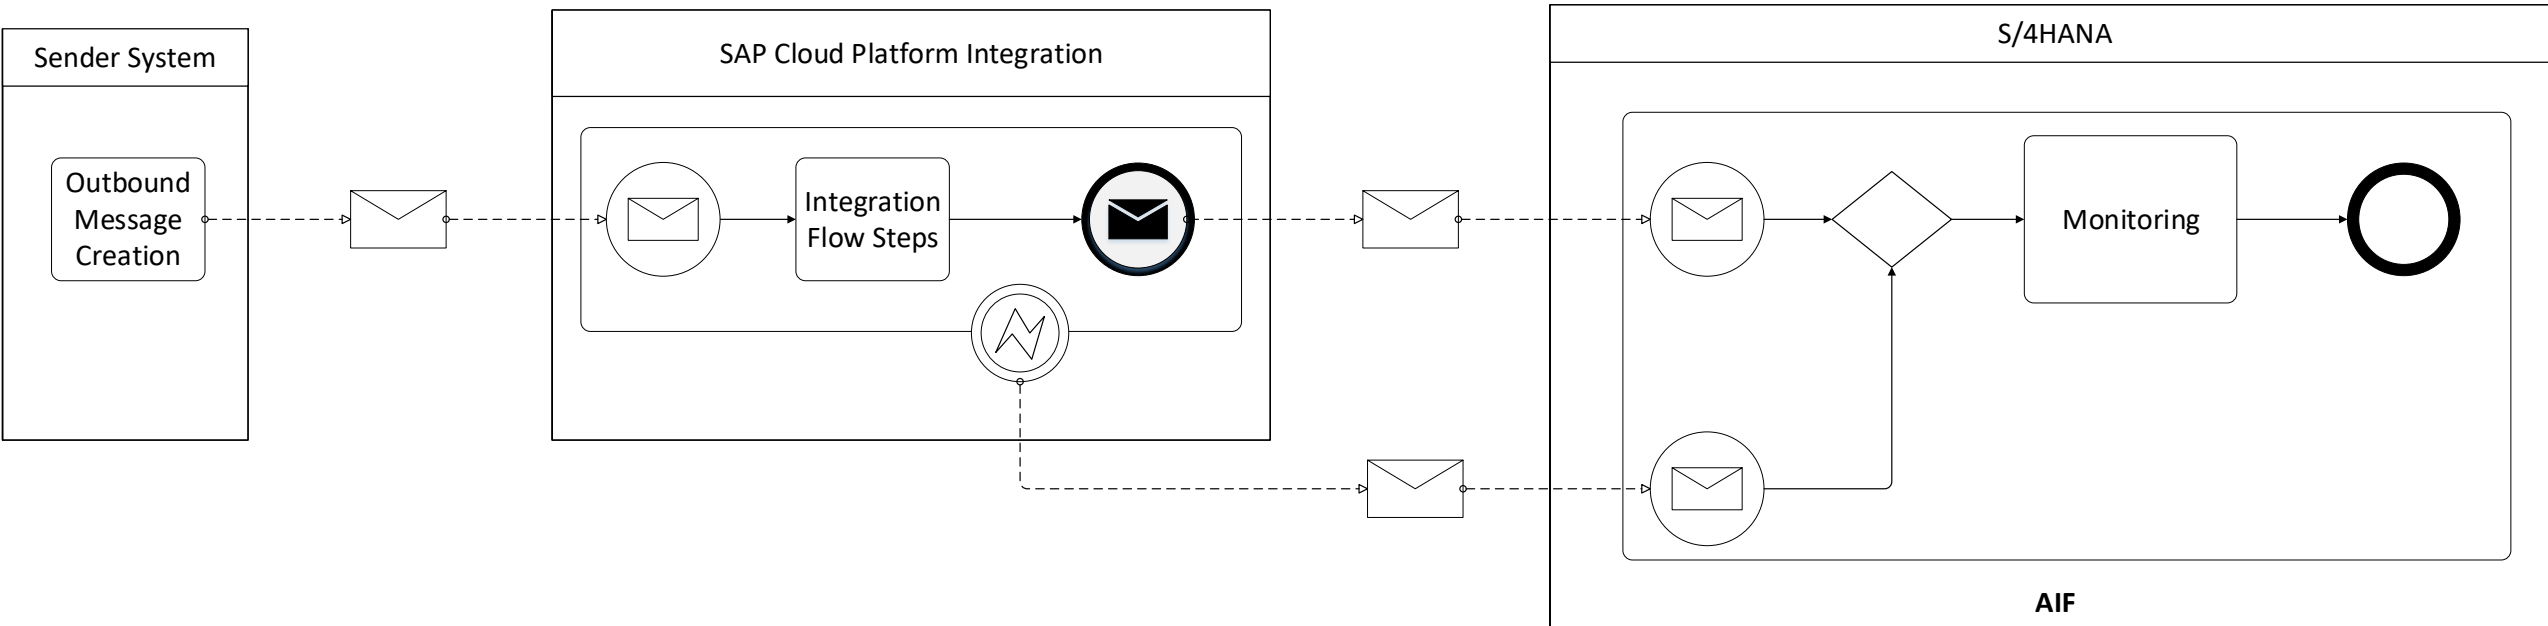 Sender System
Outbound
Message
Creation
SAP Cloud Platform Integration
Integration
Flow Steps
S/4HANA
Monitoring
AIF